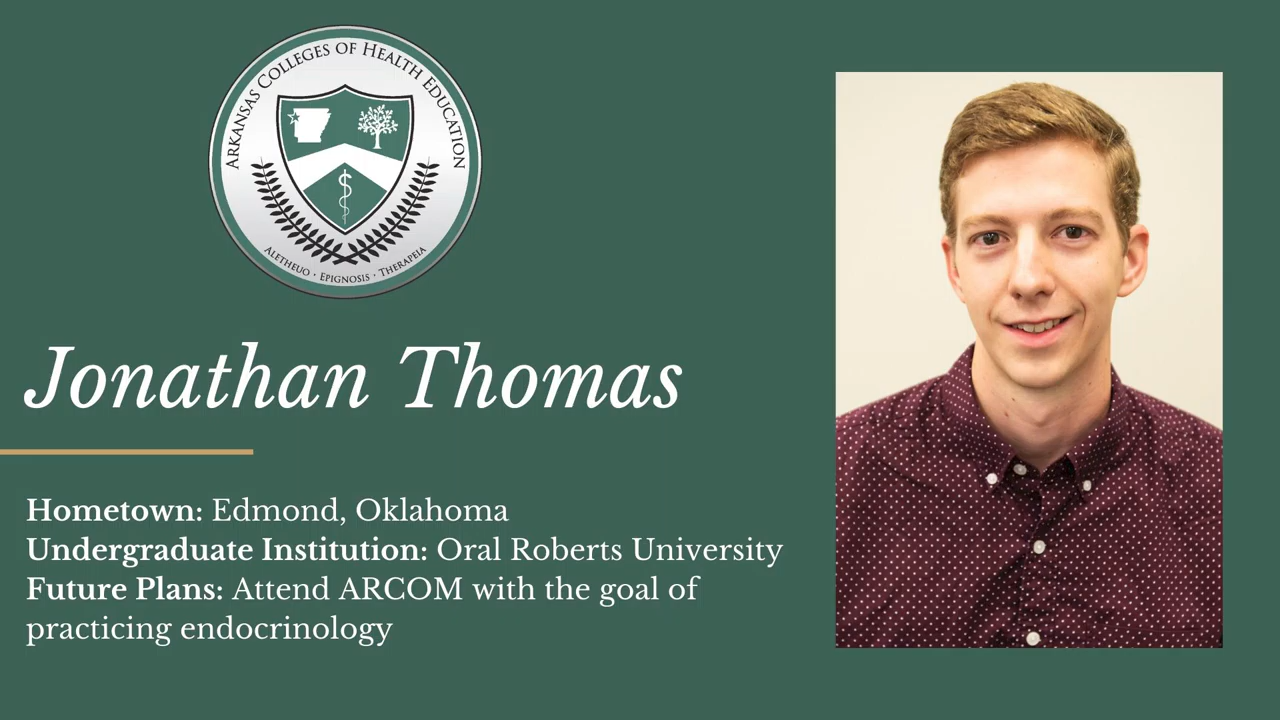 ARKANSAS COLLEGES OF HEALTH EDUCATION
ALETHEUO · EPIGNOSIS · THERAPEIA
Jonathan Thomas
Hometown: Edmond, Oklahoma
Undergraduate Institution: Oral Roberts University
Future Plans: Attend ARCOM with the goal of
practicing endocrinology